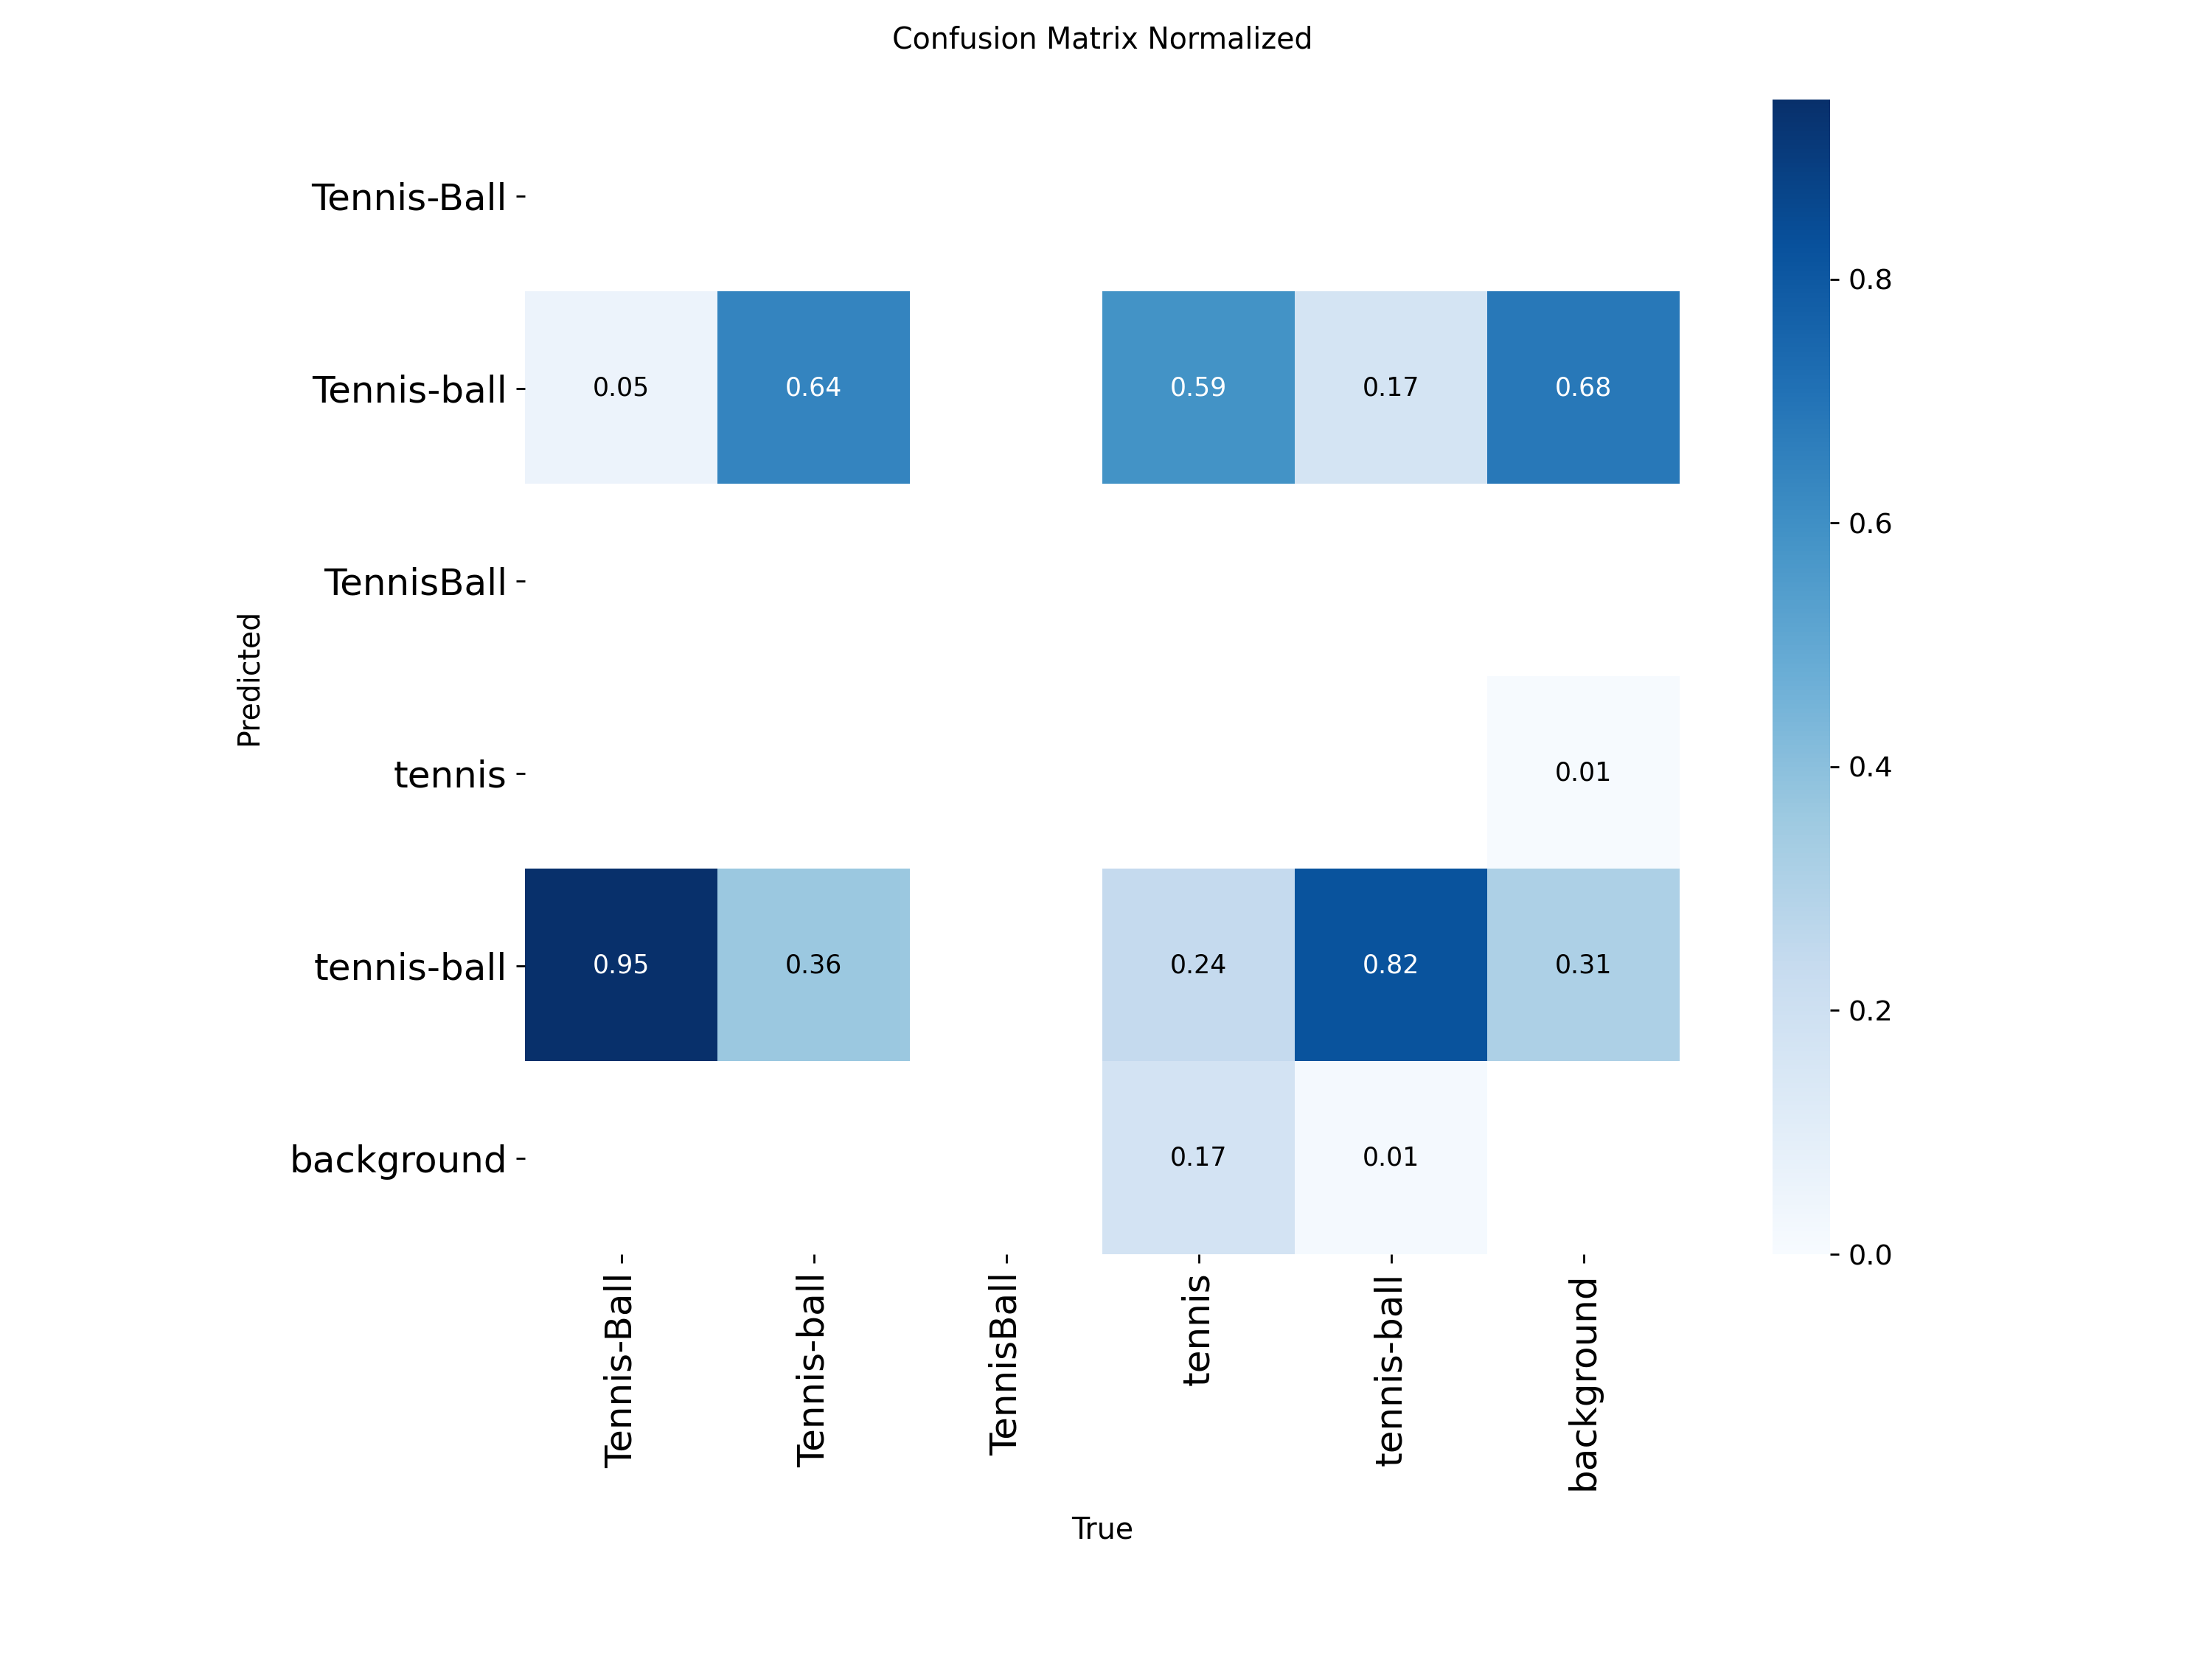 Confusion Matrix Normalized
Tennis-Ball
Tennis-ball
0.05 0.64 0.59 0.17 0.68
TennisBall
tennis
0.01
tennis-ball
0.95 0.36 0.24 0.82 0.31
background
0.17 0.01
Predicted
Tennis-Ball
Tennis-ball
TennisBall
tennis
tennis-ball
background
True
0.8
0.6
0.4
0.2
0.0